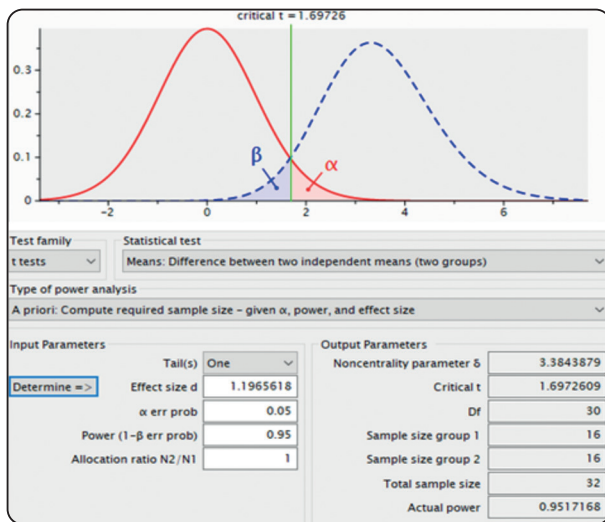 critical t = 1.69726
0.3
0.2
0.1
0
β
α
-2 0 2 4 6
Test family Statistical test
t tests Means: Difference between two independent means (two groups)
Type of power analysis
A priori: Compute required sample size – given α, power, and effect size
Input Parameters Output Parameters
Tail(s) One Noncentrality parameter δ 3.3843879
Determine => Effect size d 1.1965618 Critical t 1.6972609
α err prob 0.05 Df 30
Power (1-β err prob) 0.95 Sample size group 1 16
Allocation ratio N2/N1 1 Sample size group 2 16
Total sample size 32
Actual power 0.9517168